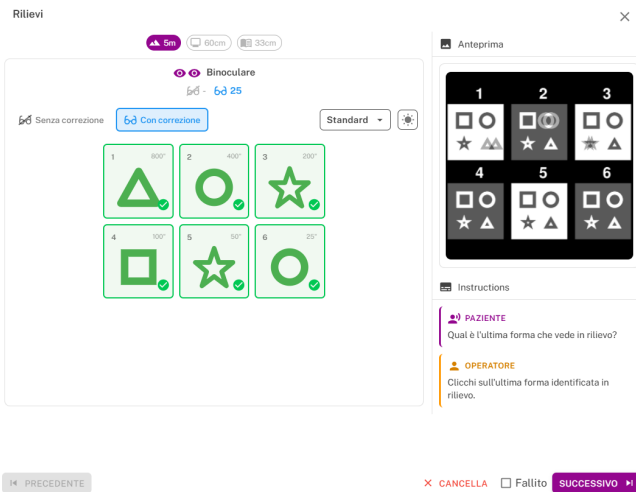 Rilievi
5m 60cm 33cm
Binoculare
- 25
Senza correzione Con correzione Standard
1 800" 2 400" 3 200"
4 100" 5 50" 6 25"
Anteprima
1 2 3
4 5 6
Instructions
PAZIENTE
Qual è l'ultima forma che vede in rilievo?
OPERATORE
Clicchi sull'ultima forma identificata in
rilievo.
PRECEDENTE CANCELLA Fallito SUCCESSIVO